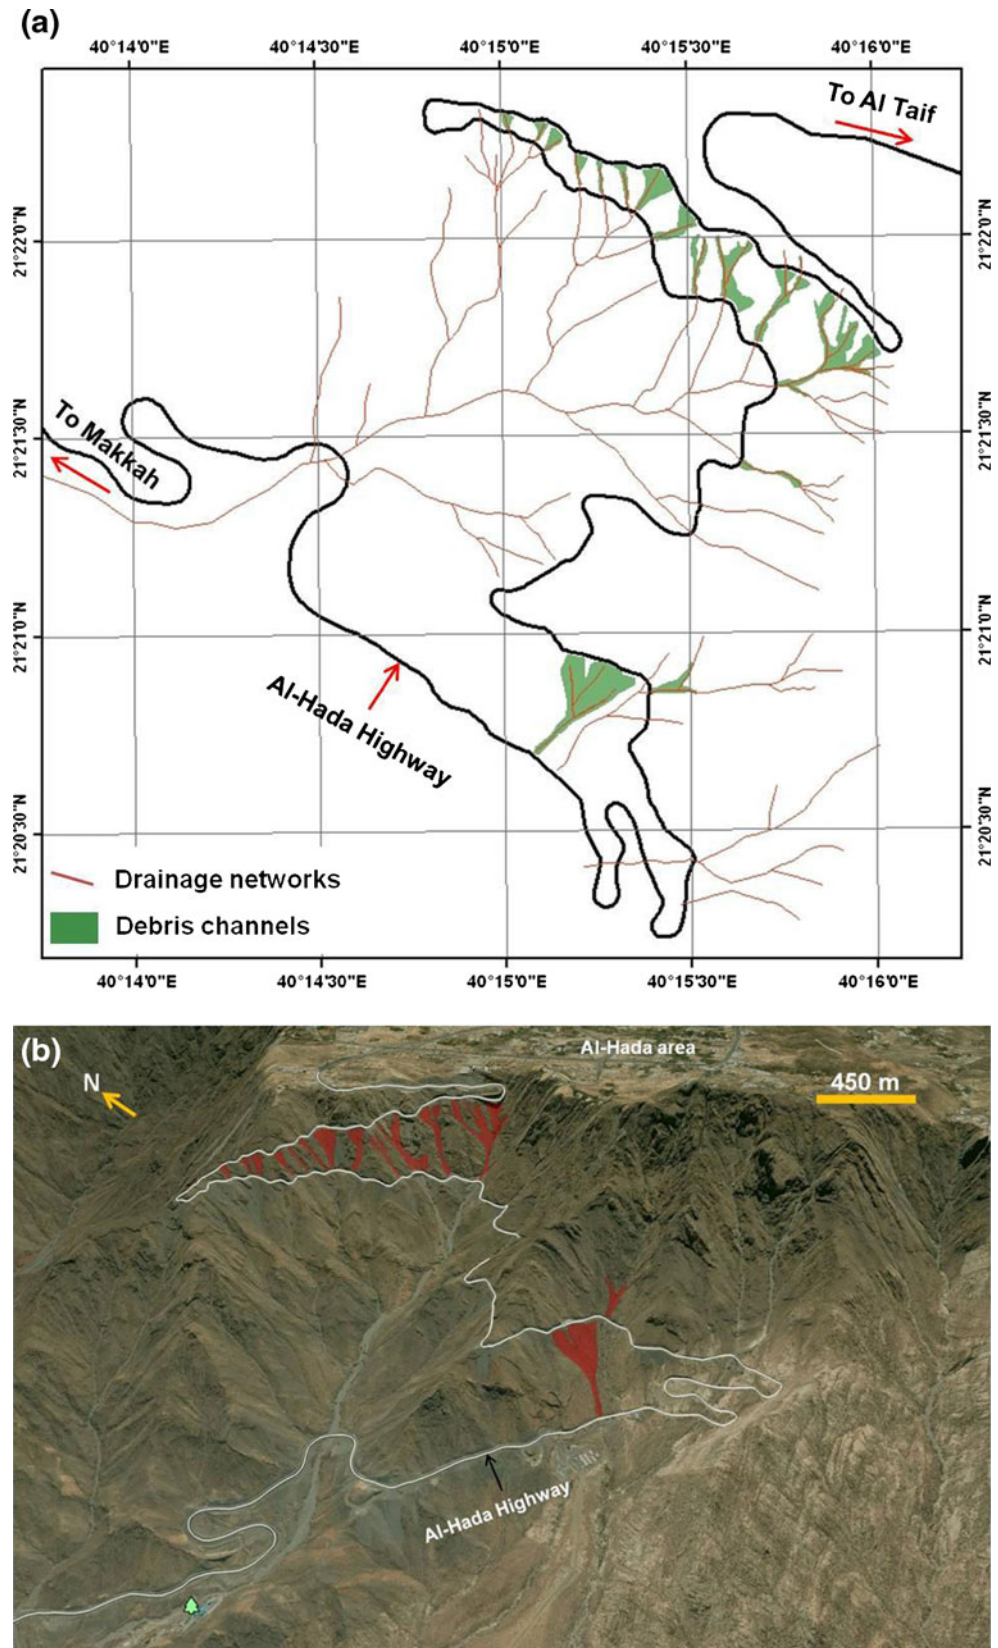 (a)
40°14'0"E 40°14'30"E 40°15'0"E 40°15'30"E 40°16'0"E
To Al Taif
21°22'0"N
21°22'0"N
To Makkah
21°21'30"N
21°21'30"N
21°21'0"N
21°21'0"N
Al-Hada Highway
21°20'30"N
21°20'30"N
Drainage networks
Debris channels
40°14'0"E 40°14'30"E 40°15'0"E 40°15'30"E 40°16'0"E
(b)
Al-Hada area
N
450 m
Al-Hada Highway